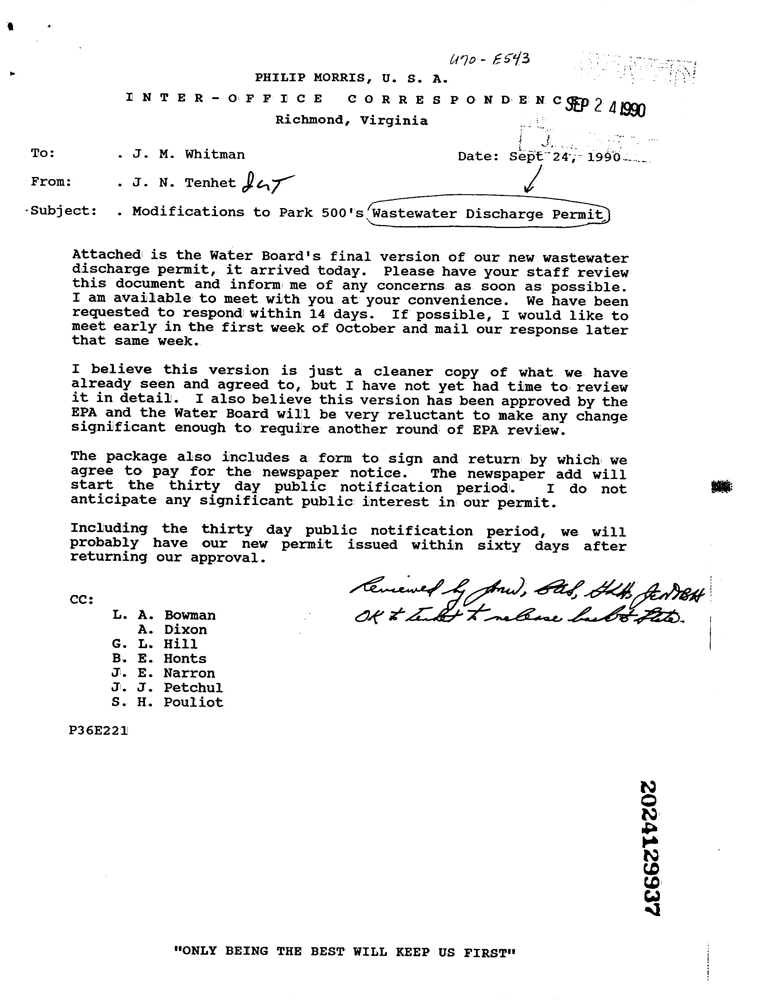 U70-E543
PHILIP MORRIS, U. S. A.
INTER-OFFICE CORRESPONDENCE
SEP 24 1990
Richmond, Virginia
To: . J. M. Whitman
Date: Sept 24, 1990
From: . J. N. Tenhet
Subject: . Modifications to Park 500's Wastewater Discharge Permit
Attached is the Water Board's final version of our new wastewater
discharge permit, it arrived today. Please have your staff review
this document and inform me of any concerns as soon as possible.
I am available to meet with you at your convenience. We have been
requested to respond within 14 days. If possible, I would like to
meet early in the first week of October and mail our response later
that same week.
I believe this version is just a cleaner copy of what we have
already seen and agreed to, but I have not yet had time to review
it in detail. I also believe this version has been approved by the
EPA and the Water Board will be very reluctant to make any change
significant enough to require another round of EPA review.
The package also includes a form to sign and return by which we
agree to pay for the newspaper notice. The newspaper add will
start the thirty day public notification period. I do not
anticipate any significant public interest in our permit.
Including the thirty day public notification period, we will
probably have our new permit issued within sixty days after
returning our approval.
Reviewed by
OK to Tenhet to release back to State.
CC:
L. A. Bowman
A. Dixon
G. L. Hill
B. E. Honts
J. E. Narron
J. J. Petchul
S. H. Pouliot
P36E221
2024129937
"ONLY BEING THE BEST WILL KEEP US FIRST"